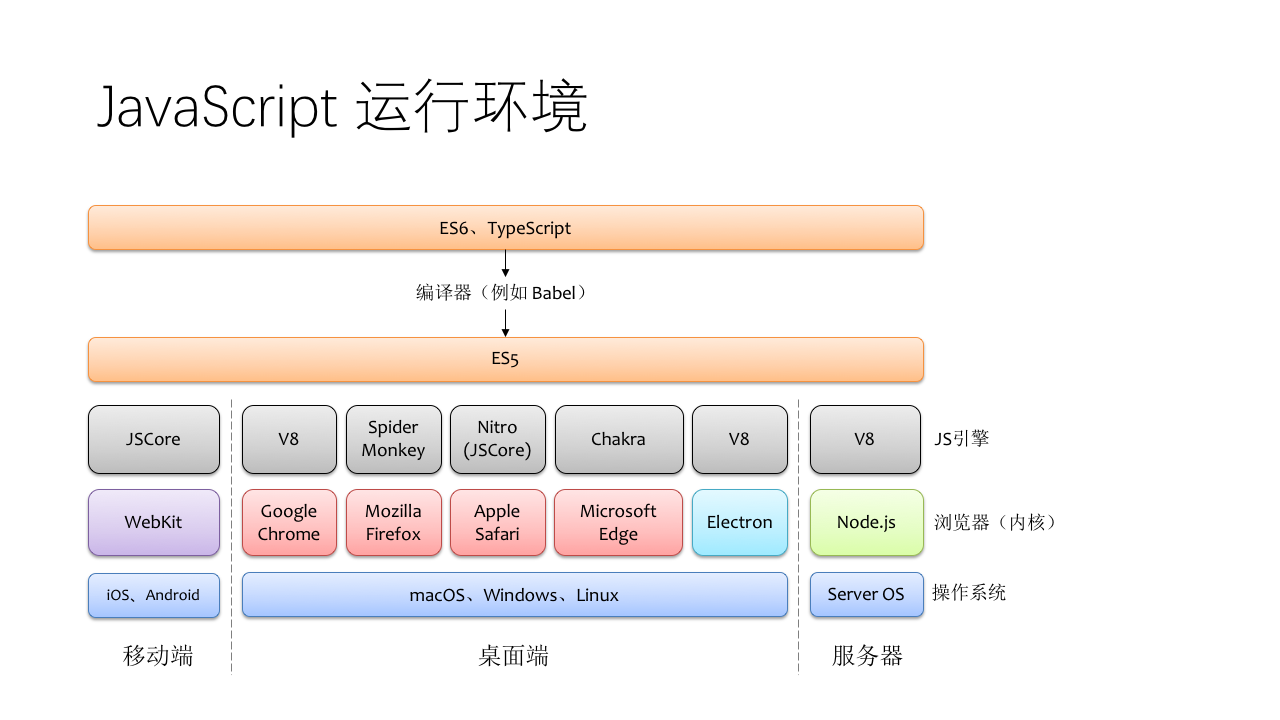 JavaScript 运行环境
ES6、TypeScript
编译器（例如 Babel）
ES5
JSCore
V8
Spider
Monkey
Nitro
(JSCore)
Chakra
V8
V8
JS引擎
WebKit
Google
Chrome
Mozilla
Firefox
Apple
Safari
Microsoft
Edge
Electron
Node.js
浏览器（内核）
iOS、Android
macOS、Windows、Linux
Server OS
操作系统
移动端
桌面端
服务器